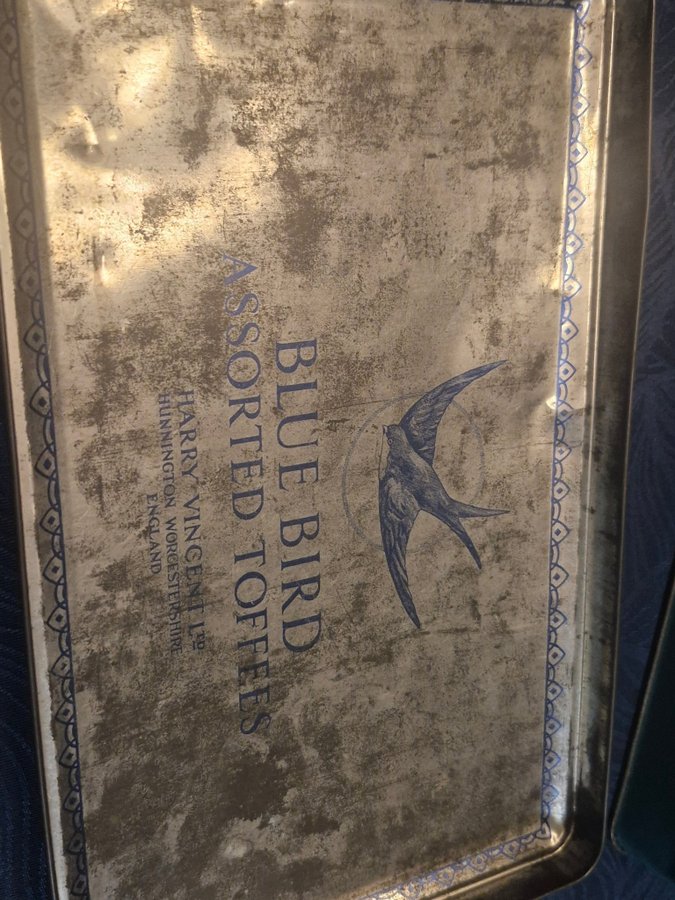 BLUE BIRD
ASSORTED TOFFEES
HARRY VINCENT LTD
HUNNINGTON WORCESTERSHIRE
ENGLAND